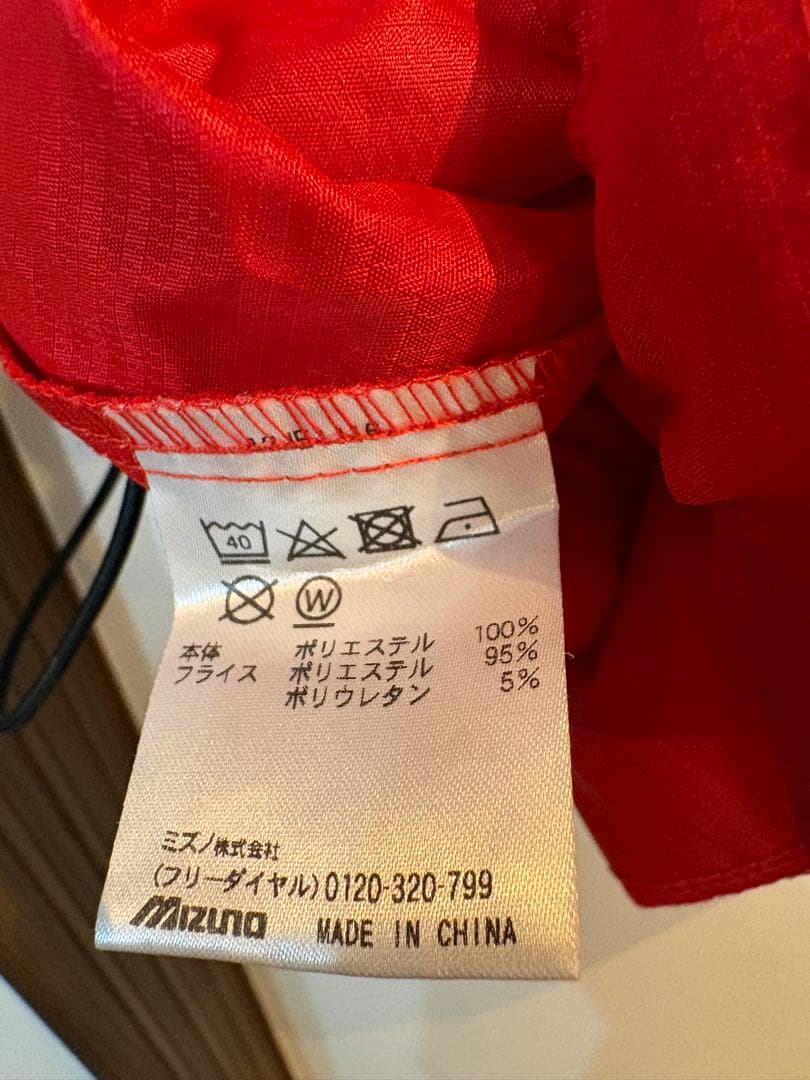 40
W
本体 ポリエステル 100%
フライス ポリエステル 95%
ポリウレタン 5%
ミズノ株式会社
(フリーダイヤル)0120-320-799
Mizuno MADE IN CHINA